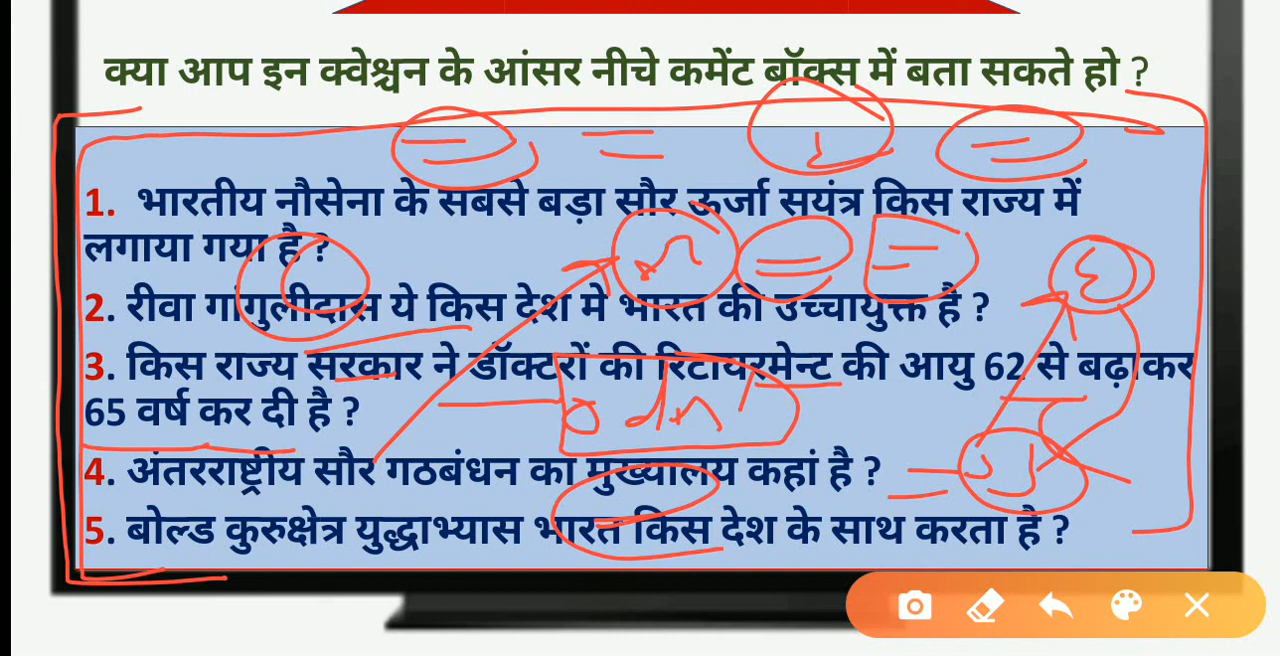 क्या आप इन क्वेश्चन के आंसर नीचे कमेंट बॉक्स में बता सकते हो ?
1. भारतीय नौसेना के सबसे बड़ा सौर ऊर्जा सयंत्र किस राज्य में
लगाया गया है ?
2. रीवा गांगुलीदास ये किस देश मे भारत की उच्चायुक्त है ?
3. किस राज्य सरकार ने डॉक्टरों की रिटायरमेन्ट की आयु 62 से बढ़ाकर
65 वर्ष कर दी है ?
4. अंतरराष्ट्रीय सौर गठबंधन का मुख्यालय कहां है ?
5. बोल्ड कुरुक्षेत्र युद्धाभ्यास भारत किस देश के साथ करता है ?